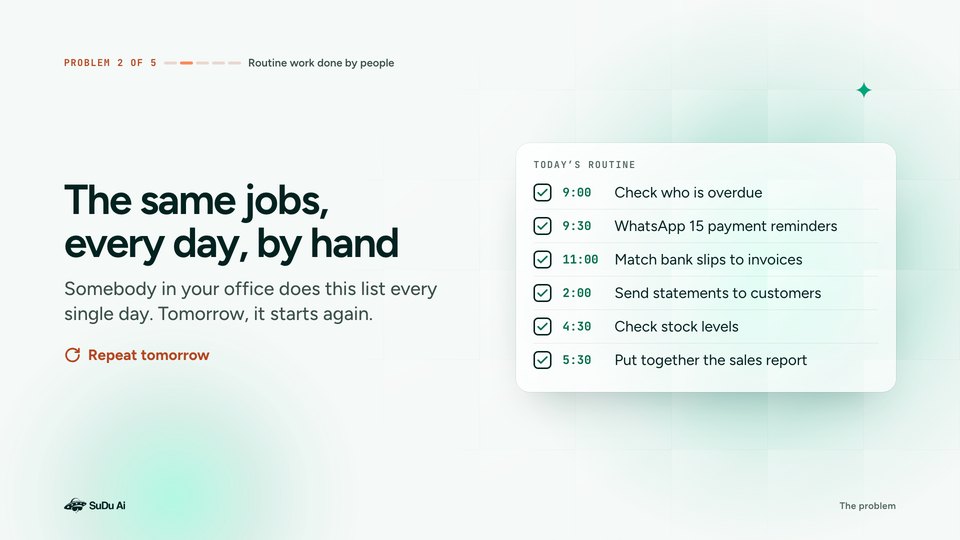 PROBLEM 2 OF 5
Routine work done by people
The same jobs,
every day, by hand
Somebody in your office does this list every
single day. Tomorrow, it starts again.
Repeat tomorrow
TODAY’S ROUTINE
9:00 Check who is overdue
9:30 WhatsApp 15 payment reminders
11:00 Match bank slips to invoices
2:00 Send statements to customers
4:30 Check stock levels
5:30 Put together the sales report
SuDu Ai
The problem